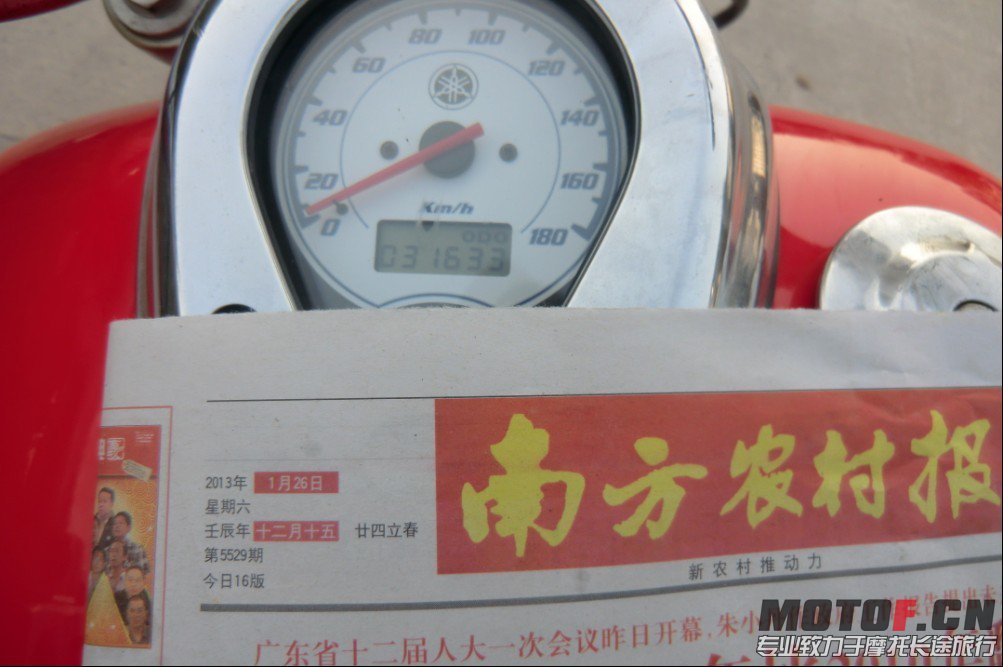 80 100
60 120
40 140
20 160
0 Km/h 180
ODO
031633
2013年 1月26日
星期六
壬辰年 十二月十五 廿四立春
第5529期
今日16版
南方农村报
新农村推动力
广东省十二届人大一次会议昨日开幕,朱小
MOTOF.CN
专业致力于摩托长途旅行